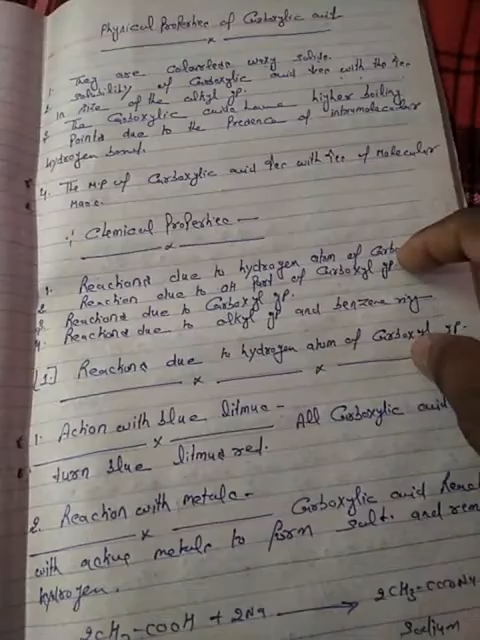 Physical Properties of Carboxylic acid
1. They are colourless waxy solids.
2. Solubility of Carboxylic acid dec with the inc
in size of the alkyl gp.
3. The Carboxylic acids have higher boiling
Points due to the Presence of intramolecular
hydrogen bond.
4. The M.P of Carboxylic acid dec with inc of Molecular
Mass.
Chemical Properties -
1. Reactions due to hydrogen atom of Carbo
2. Reaction due to OH Part of Carboxyl gp
3. Reactions due to Carboxyl gp.
4. Reactions due to alkyl gp and benzene ring
[1.] Reactions due to hydrogen atom of Carboxyl gp.
1. Action with blue litmus - All Carboxylic acid
turn blue litmus red.
2. Reaction with metals - Carboxylic acid React
with active metals to form salt. and
hydrogen.
2CH3-COOH + 2Na → 2CH3-COONa
Sodium